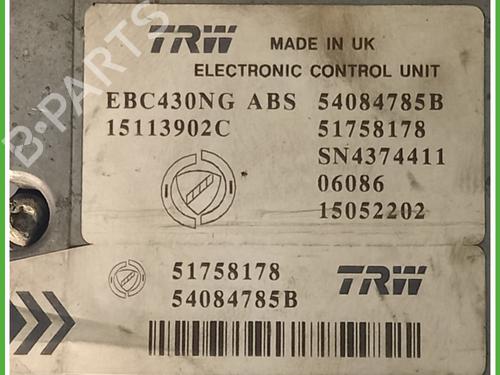 TRW MADE IN UK
ELECTRONIC CONTROL UNIT
EBC430NG ABS 54084785B
15113902C 51758178
SN4374411
06086
15052202
51758178 TRW
54084785B
B-PARTS